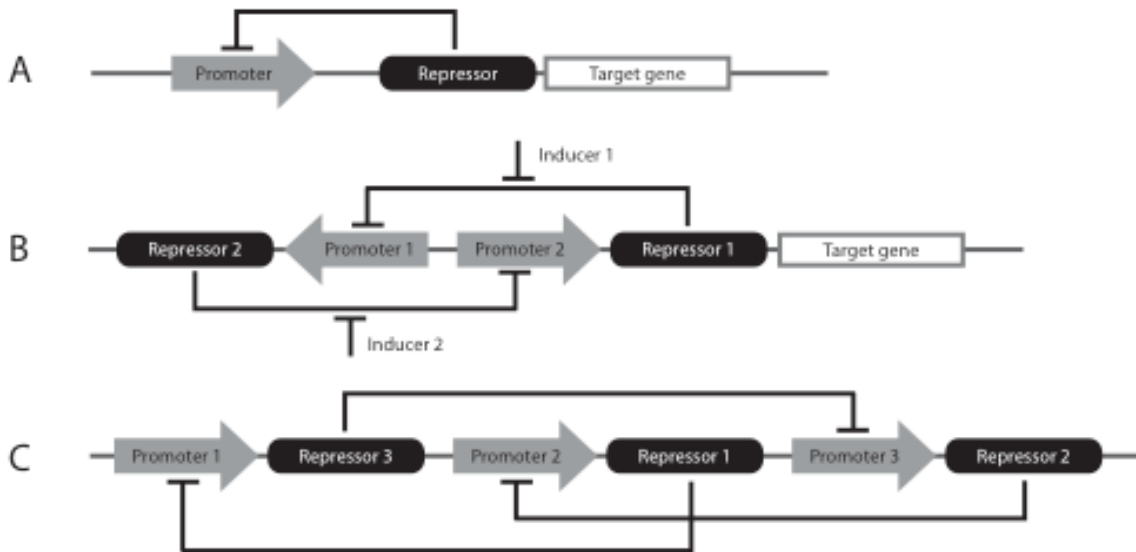 A
Promoter
Repressor
Target gene
Inducer 1
B
Repressor 2
Promoter 1
Promoter 2
Repressor 1
Target gene
Inducer 2
C
Promoter 1
Repressor 3
Promoter 2
Repressor 1
Promoter 3
Repressor 2